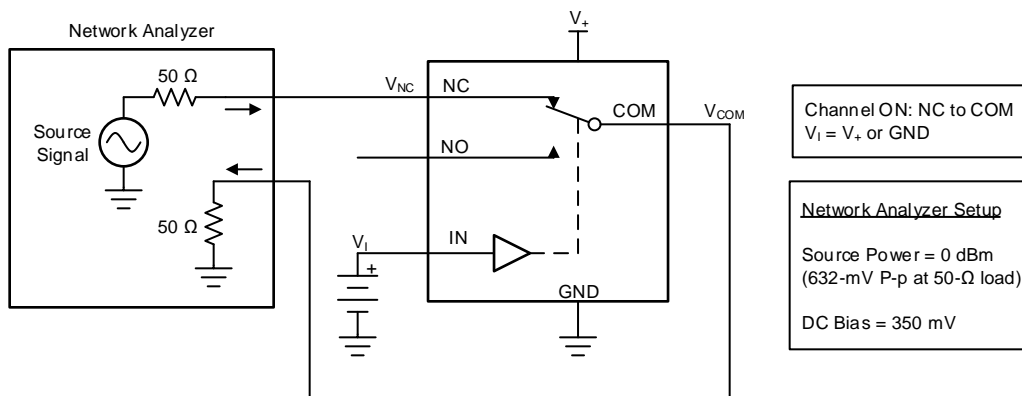 Network Analyzer
50 Ω
Source
Signal
50 Ω
V+
VNC
NC
COM
VCOM
NO
VI
IN
+
GND
Channel ON: NC to COM
VI = V+ or GND
Network Analyzer Setup
Source Power = 0 dBm
(632-mV P-p at 50-Ω load)
DC Bias = 350 mV